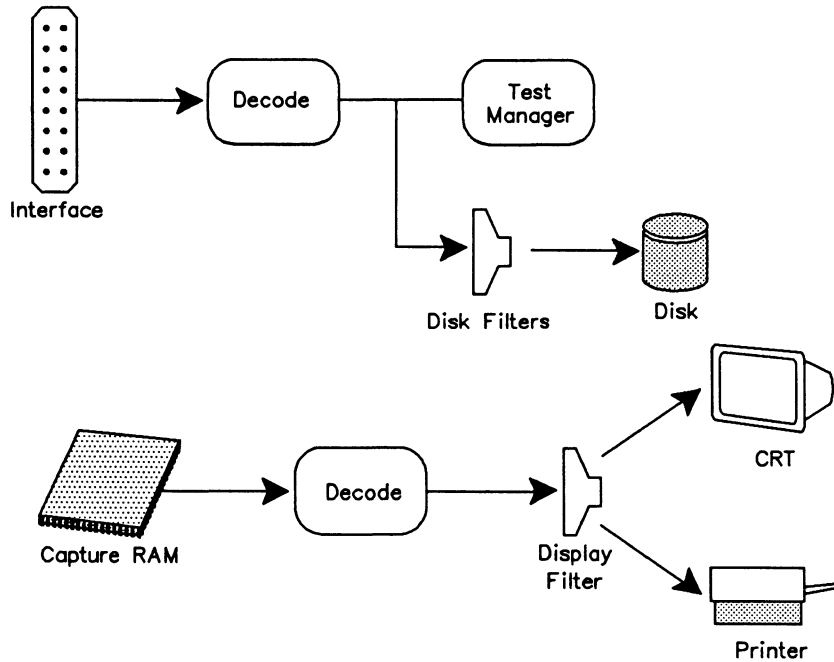 Decode
Test
Manager
Interface
Disk Filters
Disk
CRT
Decode
Capture RAM
Display
Filter
Printer